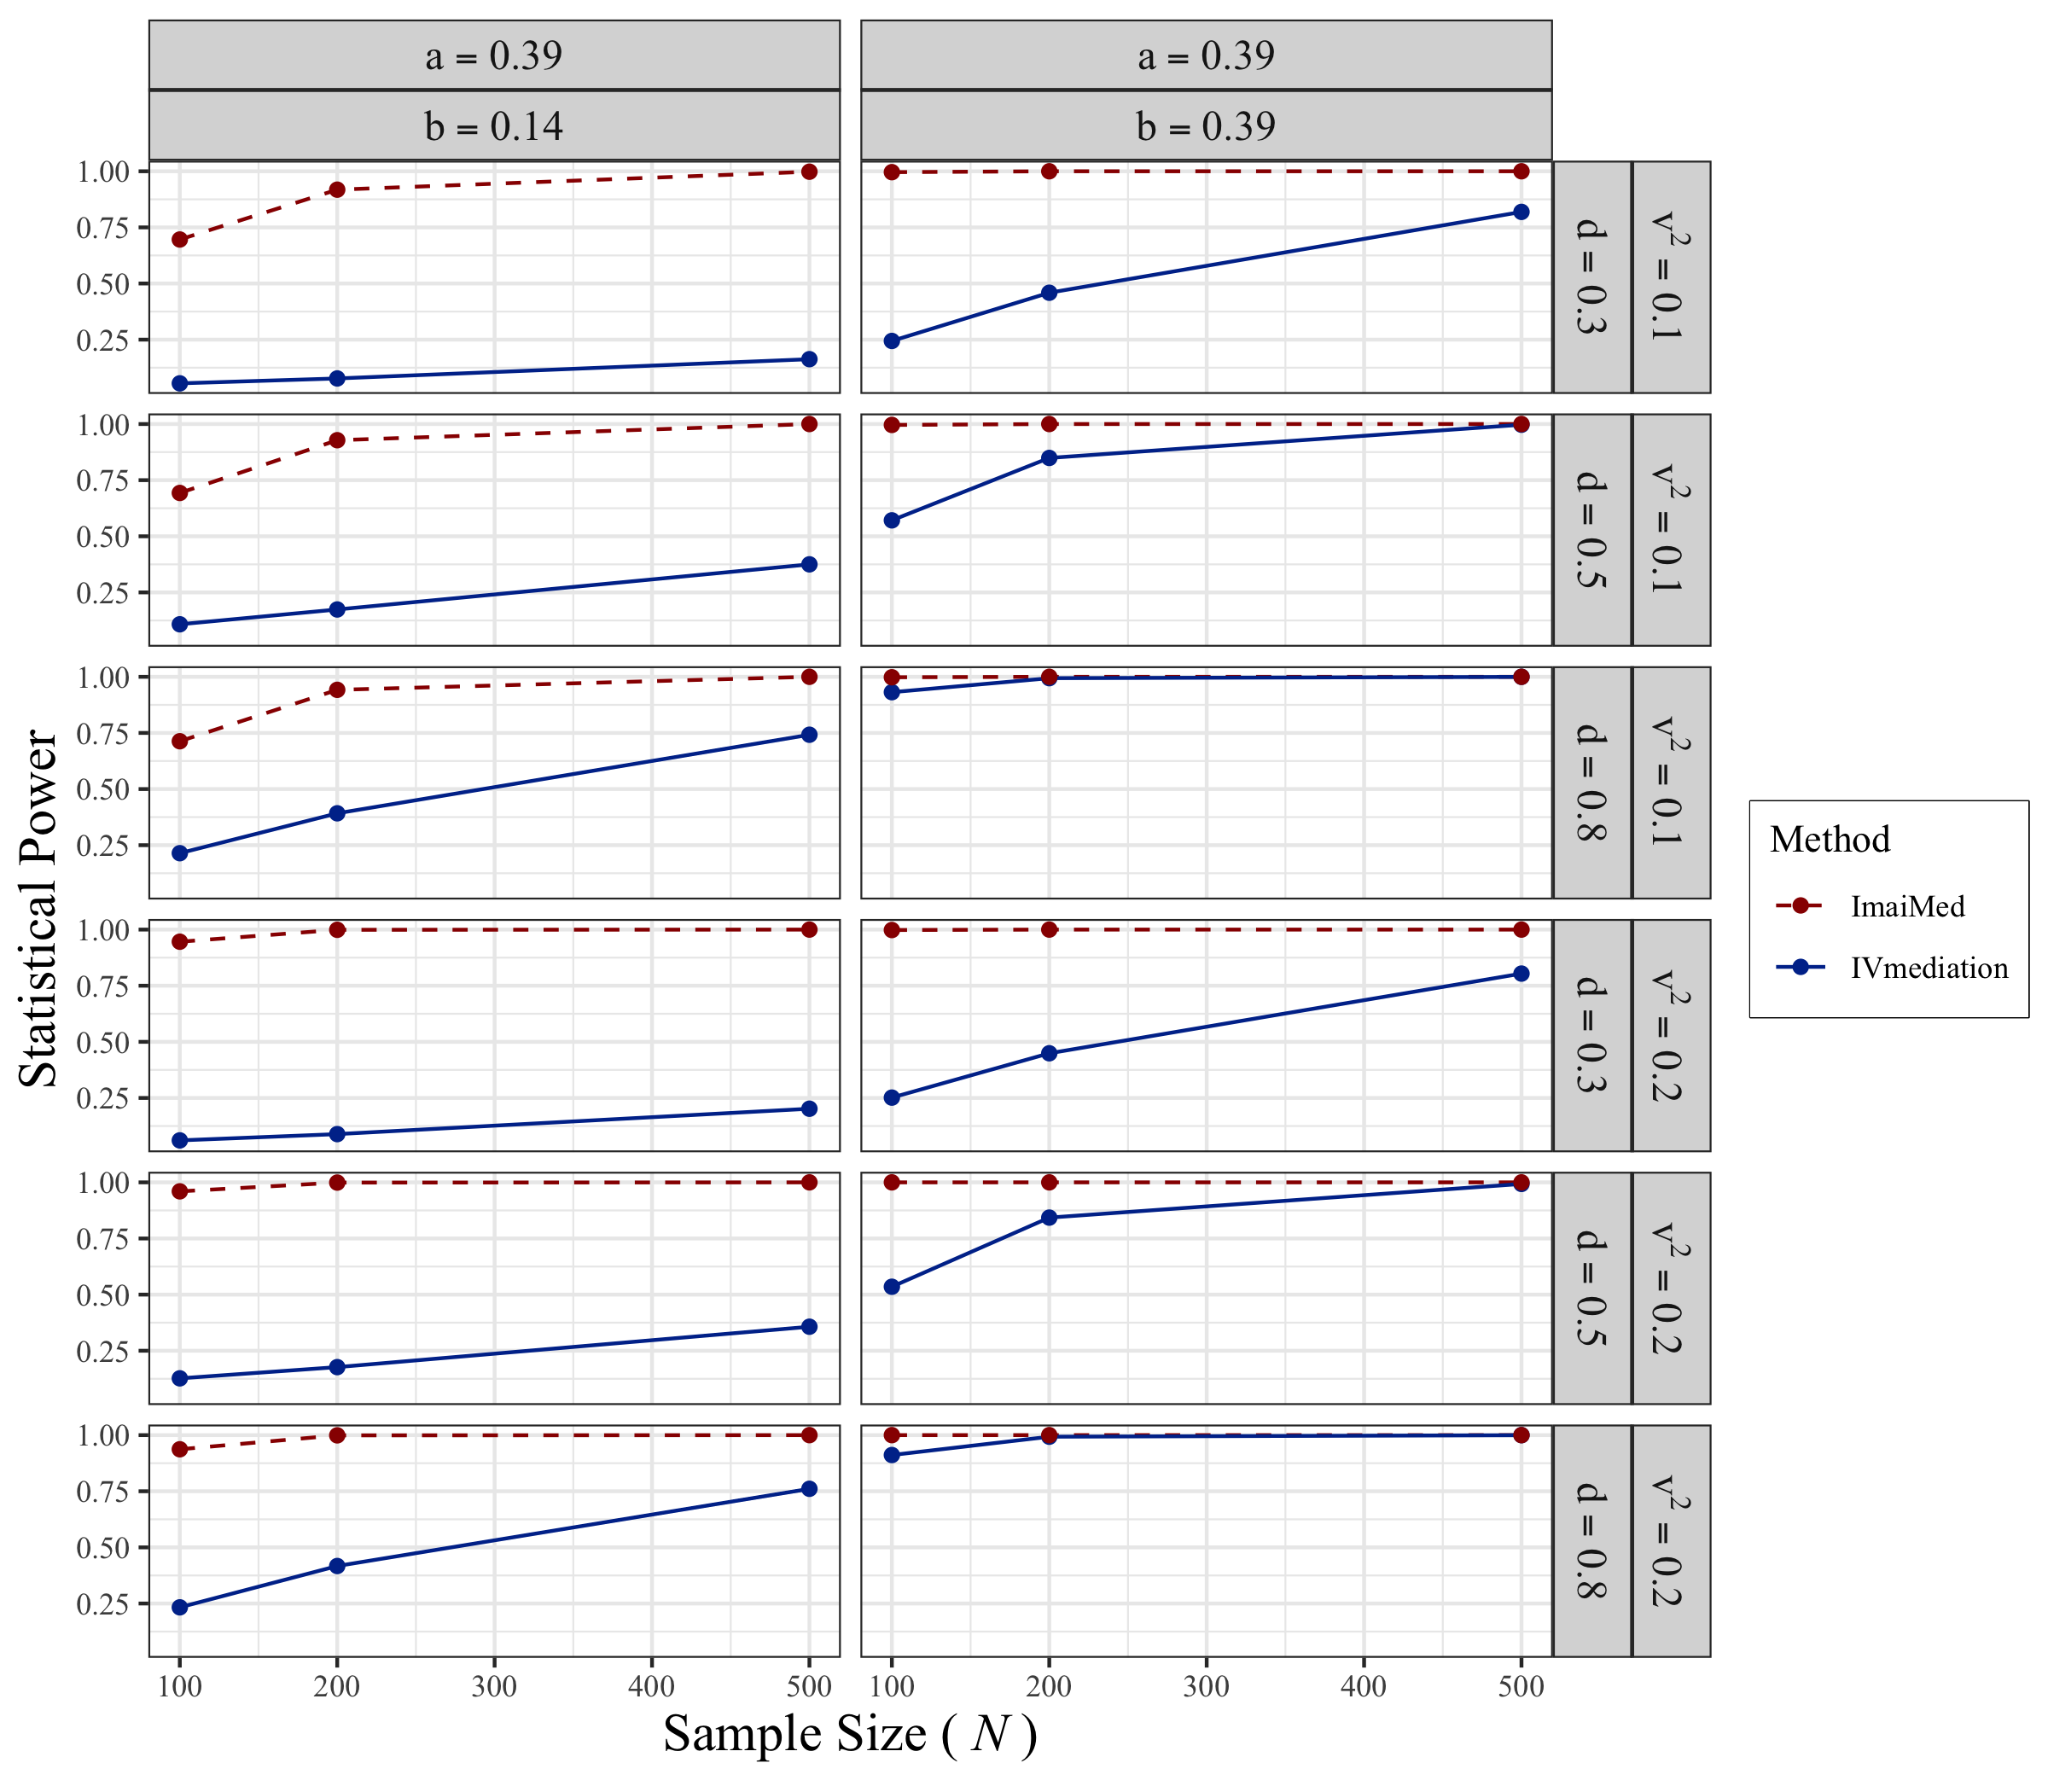 a = 0.39
a = 0.39
b = 0.14
b = 0.39
1.00
0.75
0.50
0.25
d = 0.3
v² = 0.1
1.00
0.75
0.50
0.25
d = 0.5
v² = 0.1
1.00
0.75
0.50
0.25
d = 0.8
v² = 0.1
1.00
0.75
0.50
0.25
d = 0.3
v² = 0.2
1.00
0.75
0.50
0.25
d = 0.5
v² = 0.2
1.00
0.75
0.50
0.25
d = 0.8
v² = 0.2
Statistical Power
100 200 300 400 500
100 200 300 400 500
Sample Size ( N )
Method
ImaiMed
IVmediation